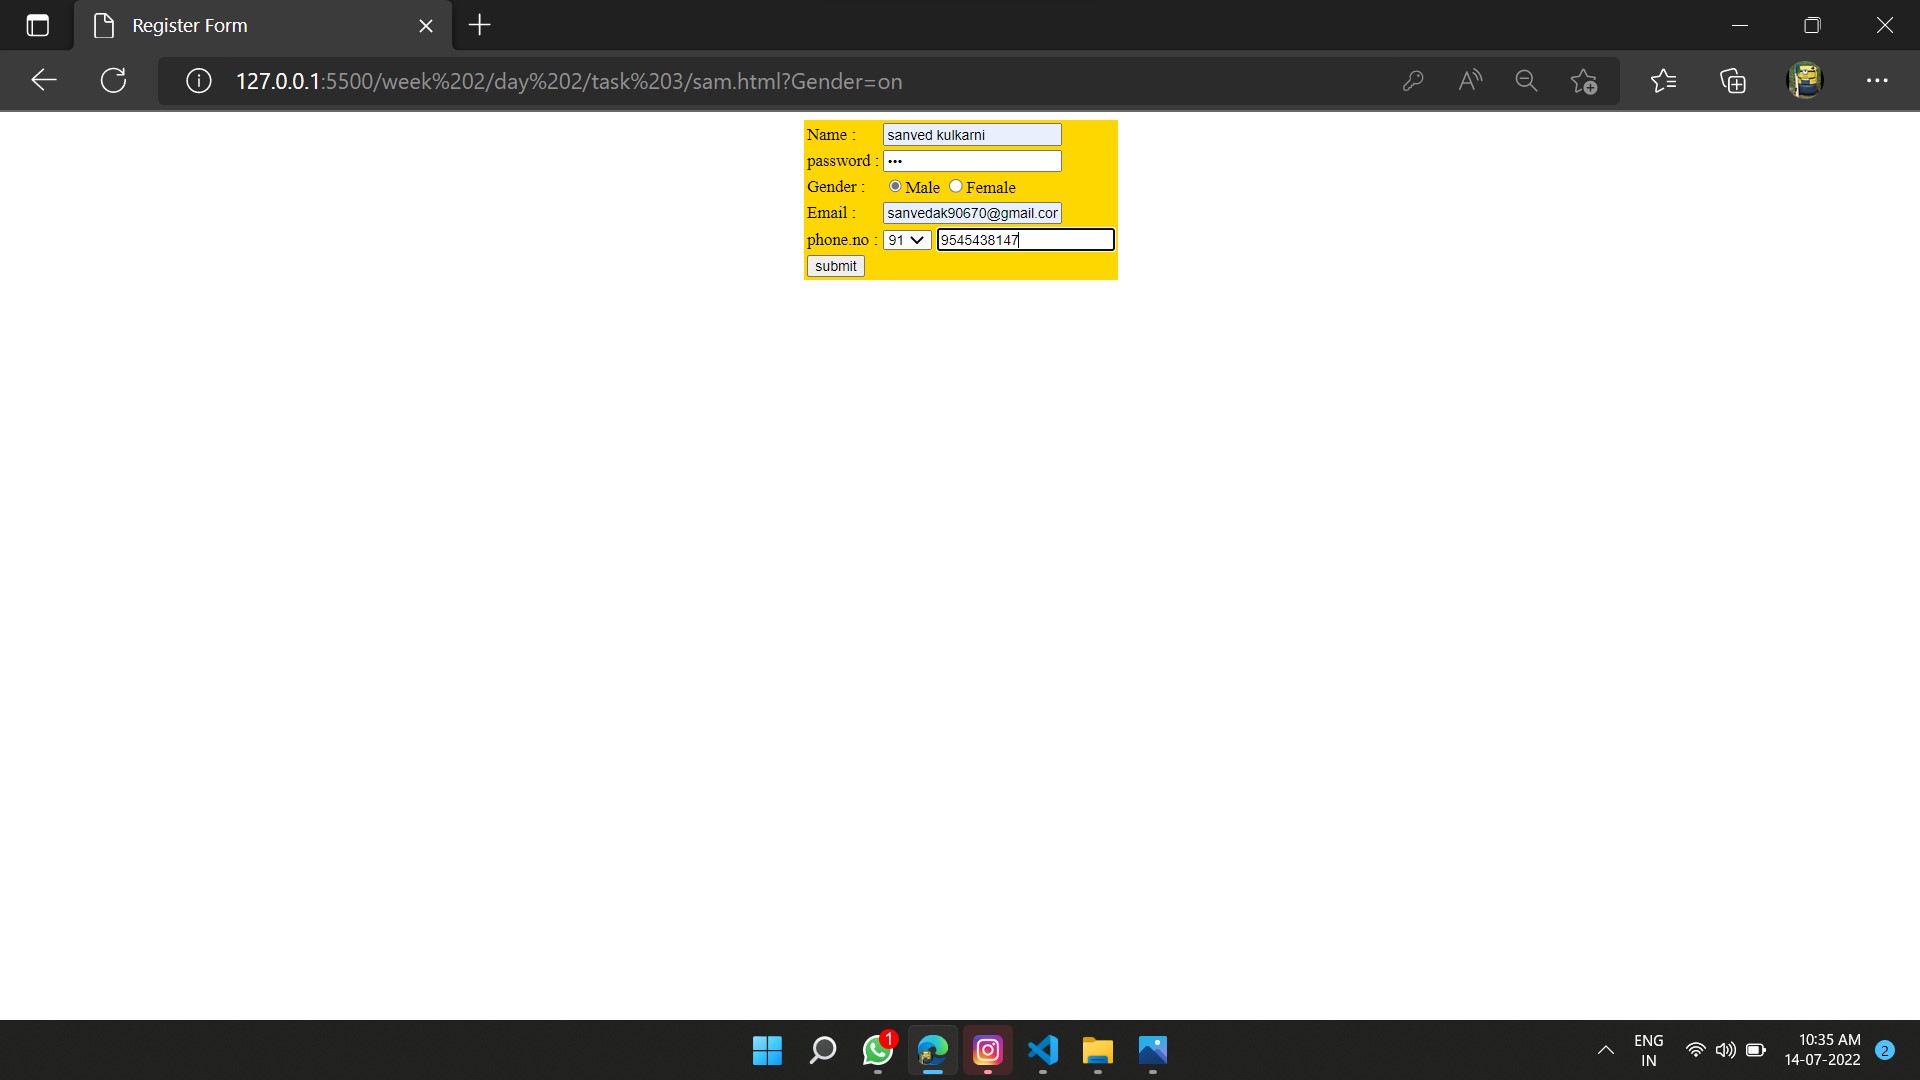 Register Form
127.0.0.1:5500/week%202/day%202/task%203/sam.html?Gender=on
Name : sanved kulkarni
password : •••
Gender : Male Female
Email : sanvedak90670@gmail.cor
phone.no : 91 9545438147
submit
1
ENG
IN
10:35 AM
14-07-2022
2